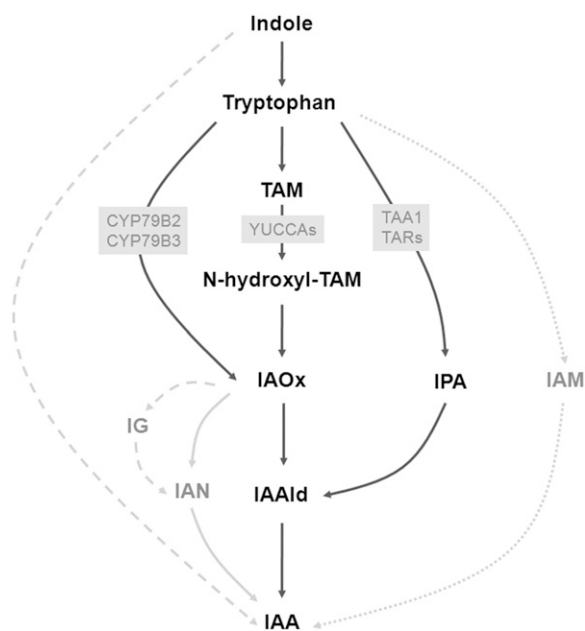 Indole
Tryptophan
TAM
CYP79B2
CYP79B3
YUCCAs
TAA1
TARs
N-hydroxyl-TAM
IAOx
IPA
IAM
IG
IAN
IAAld
IAA